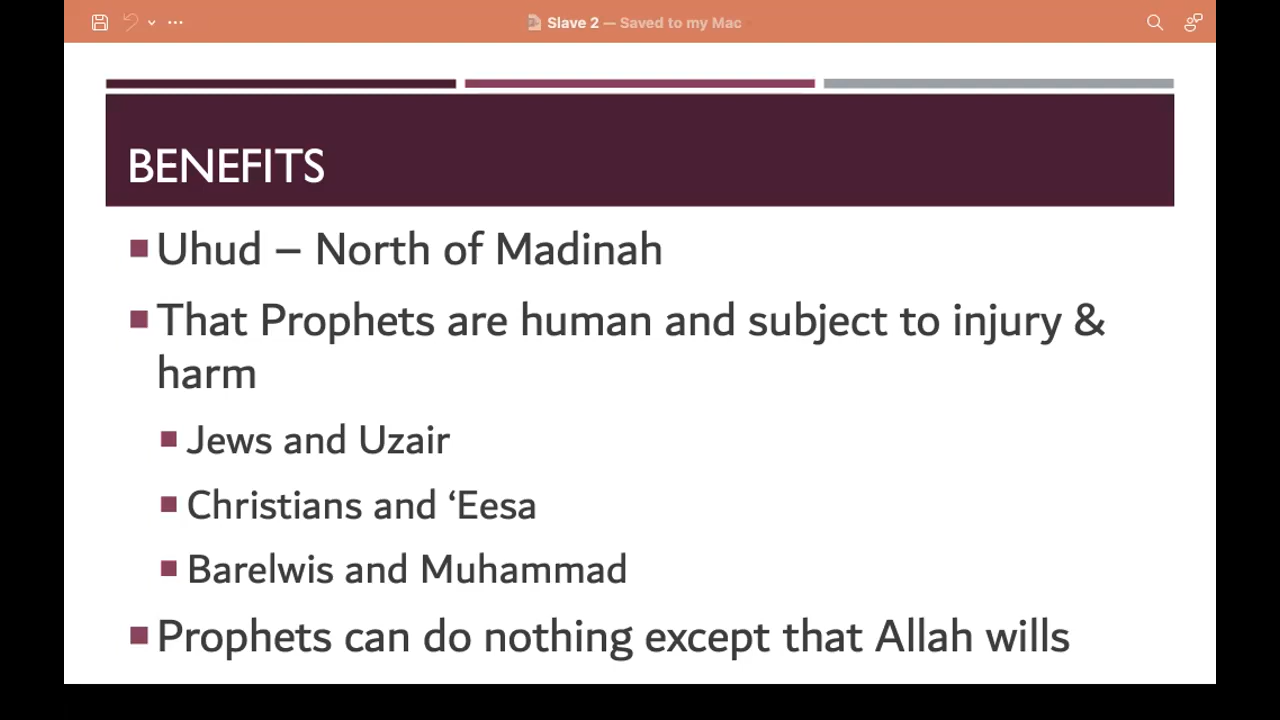 Slave 2 — Saved to my Mac
BENEFITS
Uhud – North of Madinah
That Prophets are human and subject to injury &
harm
Jews and Uzair
Christians and ‘Eesa
Barelwis and Muhammad
Prophets can do nothing except that Allah wills